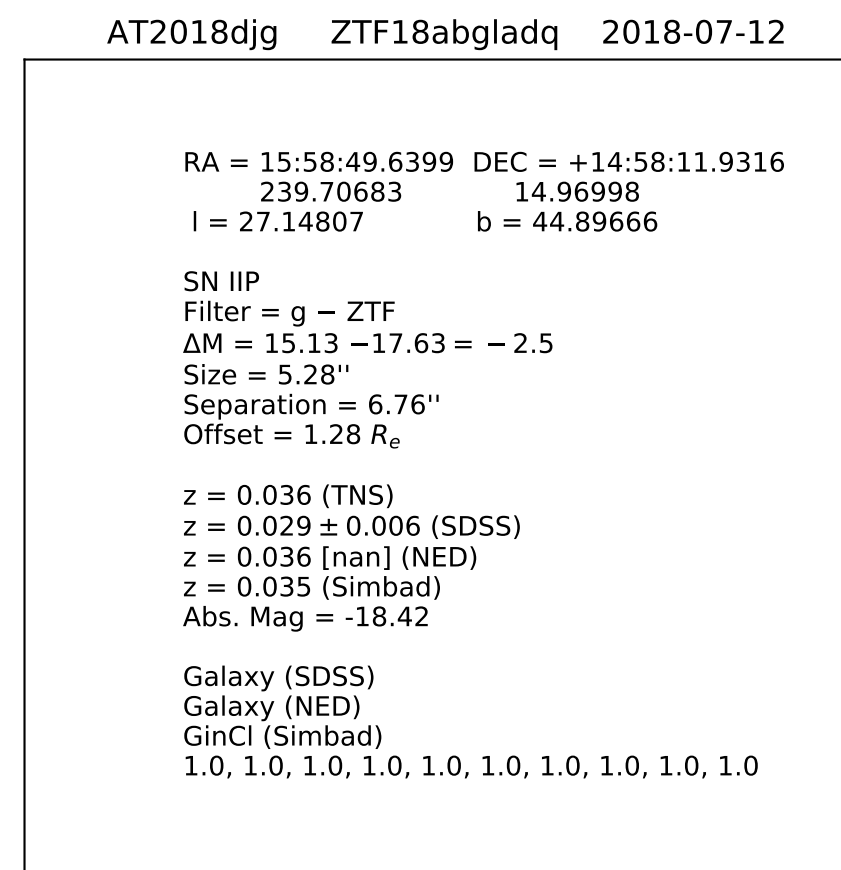 AT2018djg ZTF18abgladq 2018-07-12
RA = 15:58:49.6399 DEC = +14:58:11.9316
239.70683 14.96998
l = 27.14807 b = 44.89666
SN IIP
Filter = g − ZTF
ΔM = 15.13 −17.63 = − 2.5
Size = 5.28''
Separation = 6.76''
Offset = 1.28 Rₑ
z = 0.036 (TNS)
z = 0.029 ± 0.006 (SDSS)
z = 0.036 [nan] (NED)
z = 0.035 (Simbad)
Abs. Mag = -18.42
Galaxy (SDSS)
Galaxy (NED)
GinCl (Simbad)
1.0, 1.0, 1.0, 1.0, 1.0, 1.0, 1.0, 1.0, 1.0, 1.0